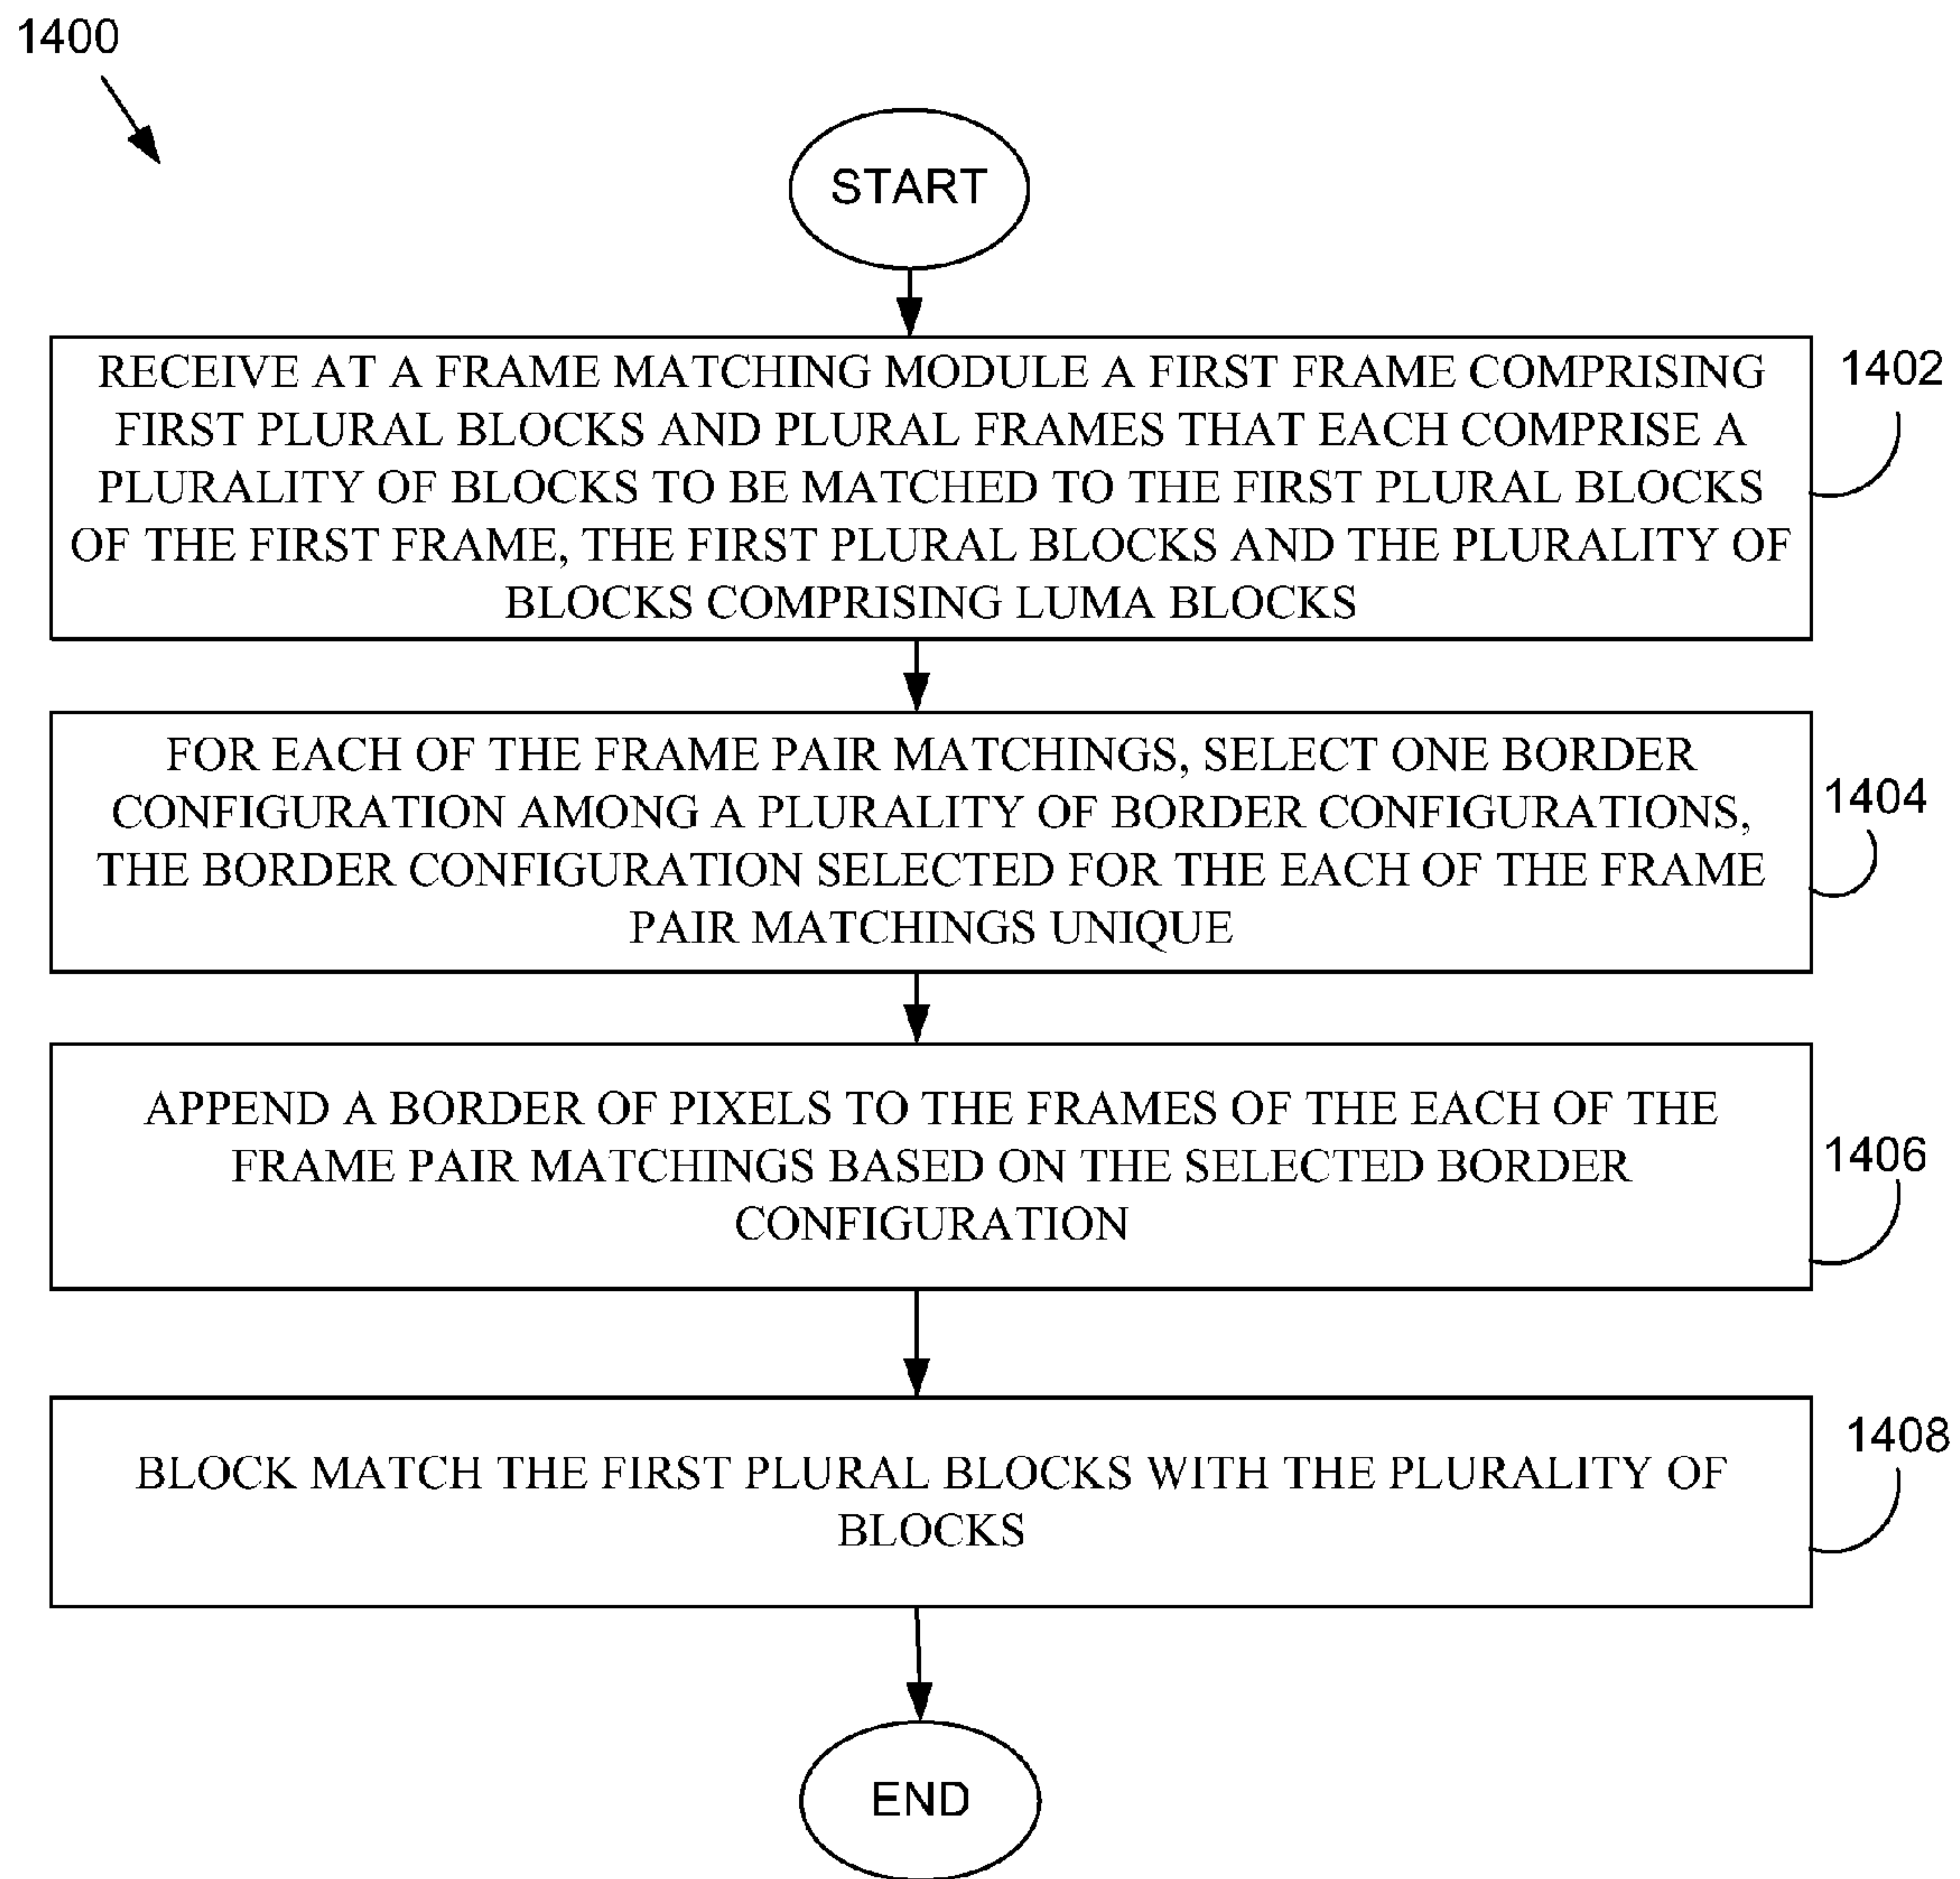 1400
START
RECEIVE AT A FRAME MATCHING MODULE A FIRST FRAME COMPRISING
FIRST PLURAL BLOCKS AND PLURAL FRAMES THAT EACH COMPRISE A
PLURALITY OF BLOCKS TO BE MATCHED TO THE FIRST PLURAL BLOCKS
OF THE FIRST FRAME, THE FIRST PLURAL BLOCKS AND THE PLURALITY OF
BLOCKS COMPRISING LUMA BLOCKS
1402
FOR EACH OF THE FRAME PAIR MATCHINGS, SELECT ONE BORDER
CONFIGURATION AMONG A PLURALITY OF BORDER CONFIGURATIONS,
THE BORDER CONFIGURATION SELECTED FOR THE EACH OF THE FRAME
PAIR MATCHINGS UNIQUE
1404
APPEND A BORDER OF PIXELS TO THE FRAMES OF THE EACH OF THE
FRAME PAIR MATCHINGS BASED ON THE SELECTED BORDER
CONFIGURATION
1406
BLOCK MATCH THE FIRST PLURAL BLOCKS WITH THE PLURALITY OF
BLOCKS
1408
END